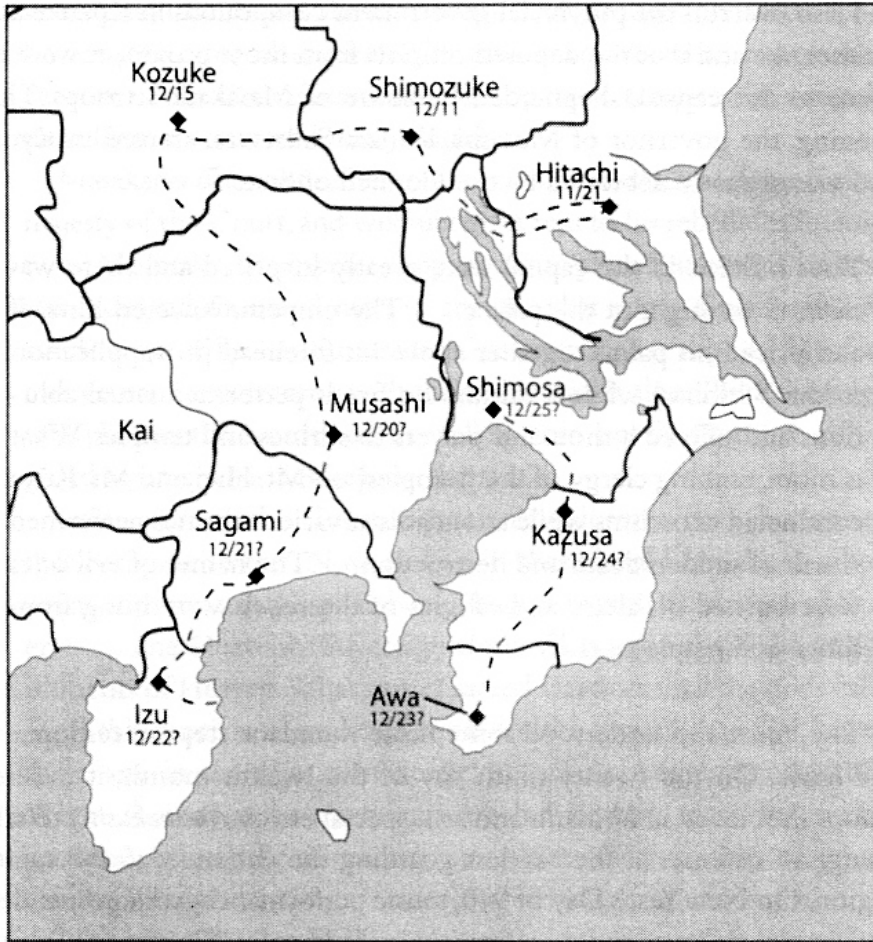 Kozuke
12/15
Shimozuke
12/11
Hitachi
11/21
Shimosa
12/25?
Musashi
12/20?
Kai
Sagami
12/21?
Kazusa
12/24?
Awa
12/23?
Izu
12/22?